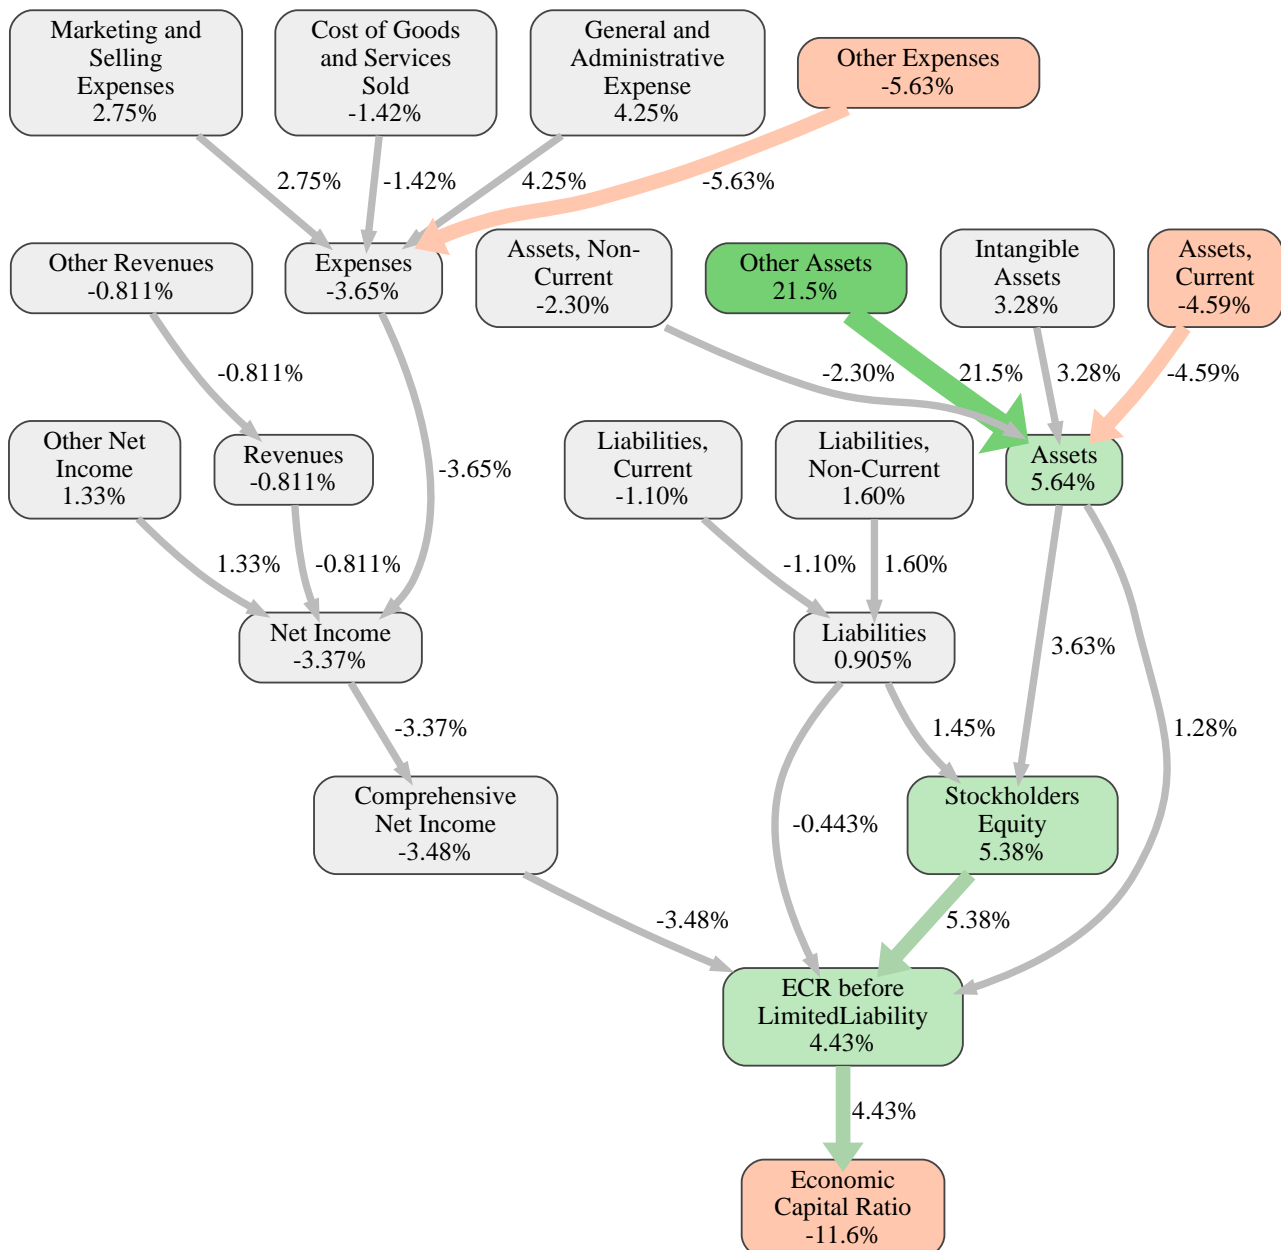 Marketing and
Selling
Expenses
2.75%
Cost of Goods
and Services
Sold
-1.42%
General and
Administrative
Expense
4.25%
Other Expenses
-5.63%
2.75%
-1.42%
4.25%
-5.63%
Other Revenues
-0.811%
Expenses
-3.65%
Assets, Non-
Current
-2.30%
Other Assets
21.5%
Intangible
Assets
3.28%
Assets,
Current
-4.59%
-0.811%
-2.30%
21.5%
3.28%
-4.59%
Other Net
Income
1.33%
Revenues
-0.811%
-3.65%
Liabilities,
Current
-1.10%
Liabilities,
Non-Current
1.60%
Assets
5.64%
1.33%
-0.811%
-1.10%
1.60%
Net Income
-3.37%
Liabilities
0.905%
3.63%
-3.37%
1.45%
1.28%
Comprehensive
Net Income
-3.48%
-0.443%
Stockholders
Equity
5.38%
-3.48%
5.38%
ECR before
LimitedLiability
4.43%
4.43%
Economic
Capital Ratio
-11.6%